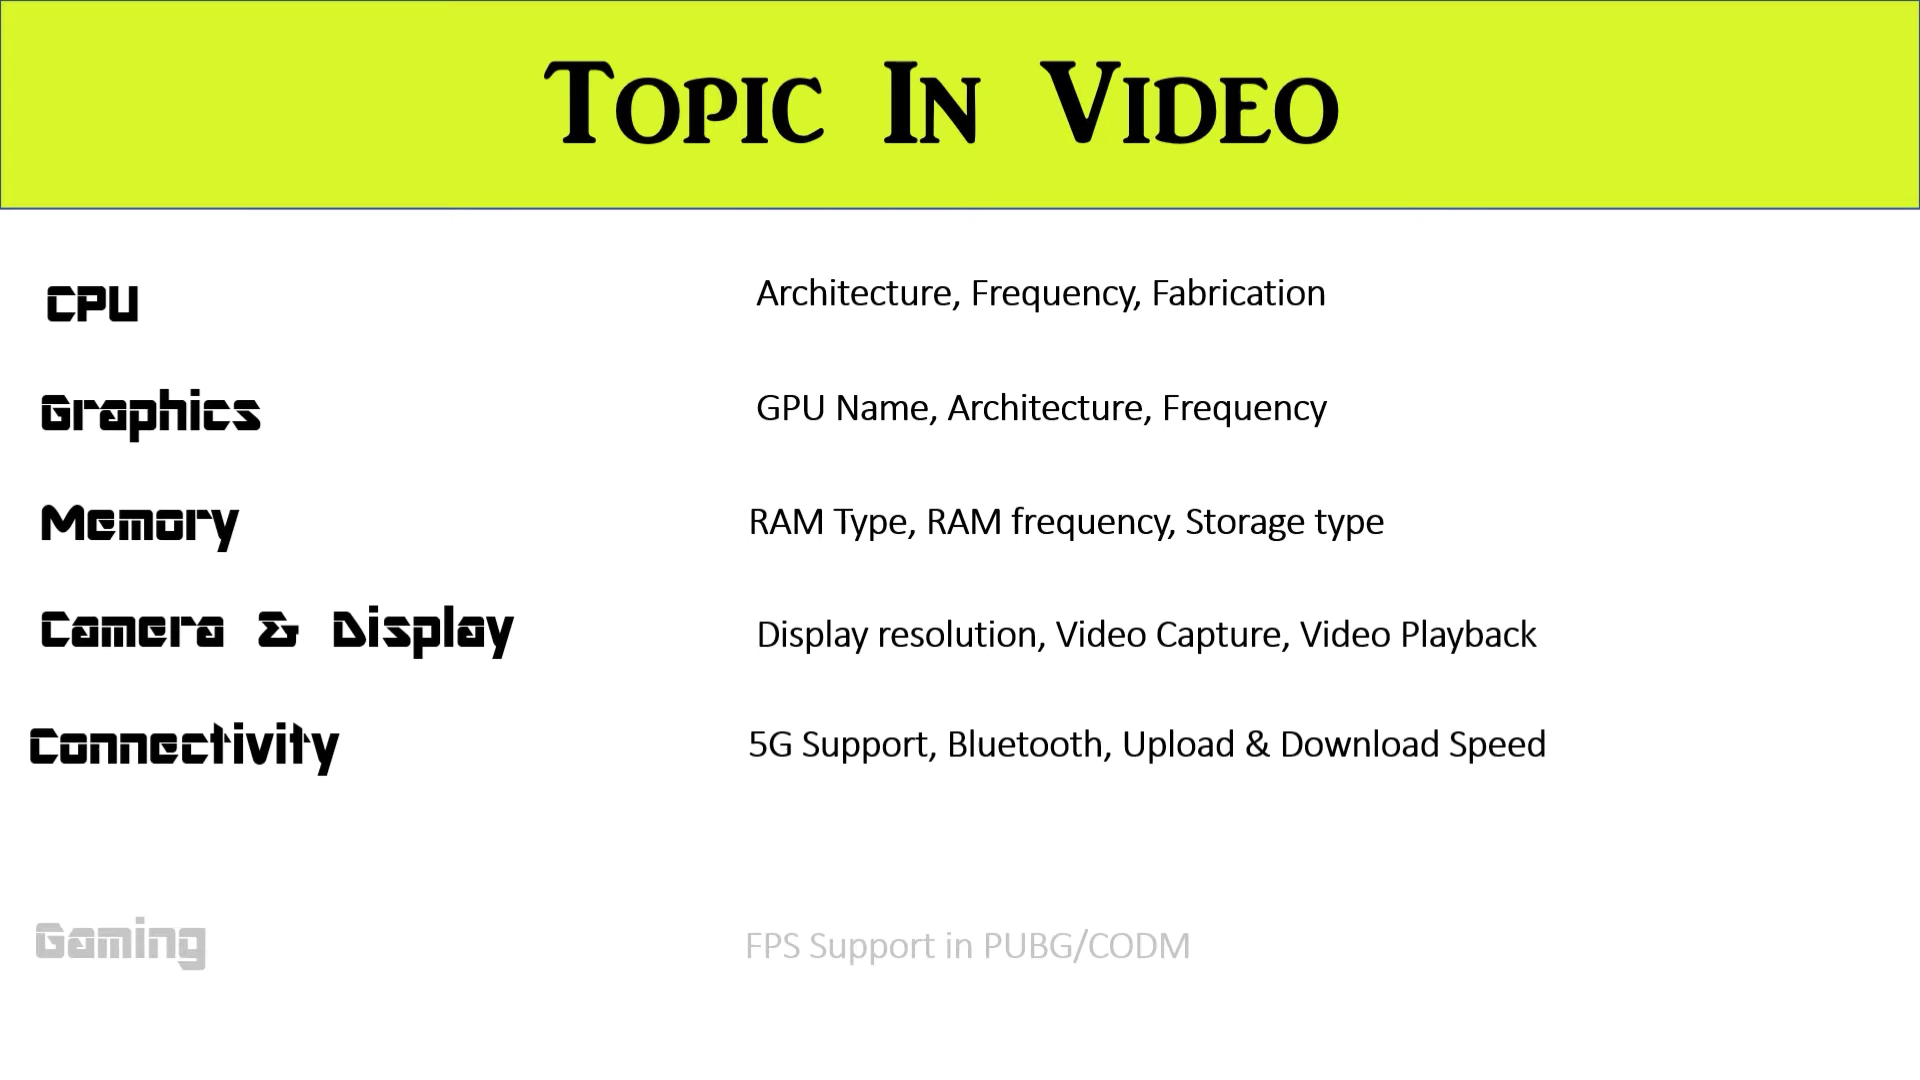 Topic In Video
CPU
Architecture, Frequency, Fabrication
Graphics
GPU Name, Architecture, Frequency
Memory
RAM Type, RAM frequency, Storage type
Camera & Display
Display resolution, Video Capture, Video Playback
Connectivity
5G Support, Bluetooth, Upload & Download Speed
Gaming
FPS Support in PUBG/CODM